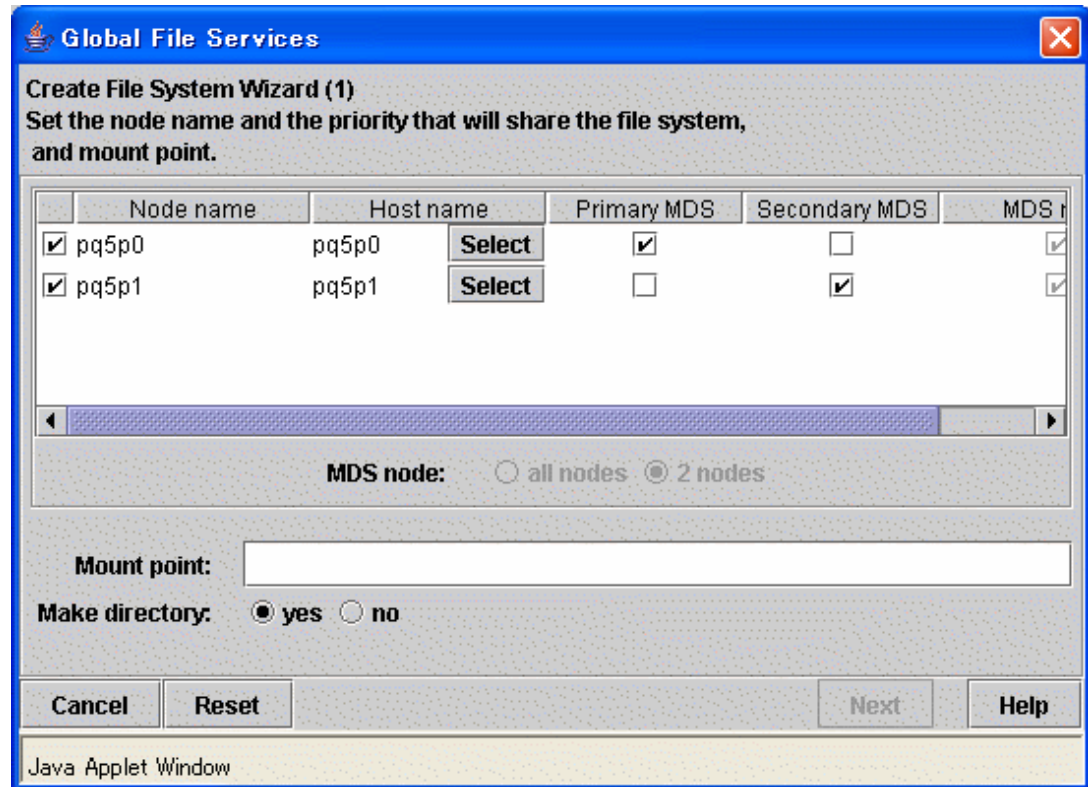 Global File Services
Create File System Wizard (1)
Set the node name and the priority that will share the file system,
and mount point.
Node name Host name Primary MDS Secondary MDS MDS r
pq5p0 pq5p0 Select
pq5p1 pq5p1 Select
MDS node: all nodes 2 nodes
Mount point:
Make directory: yes no
Cancel Reset Next Help
Java Applet Window